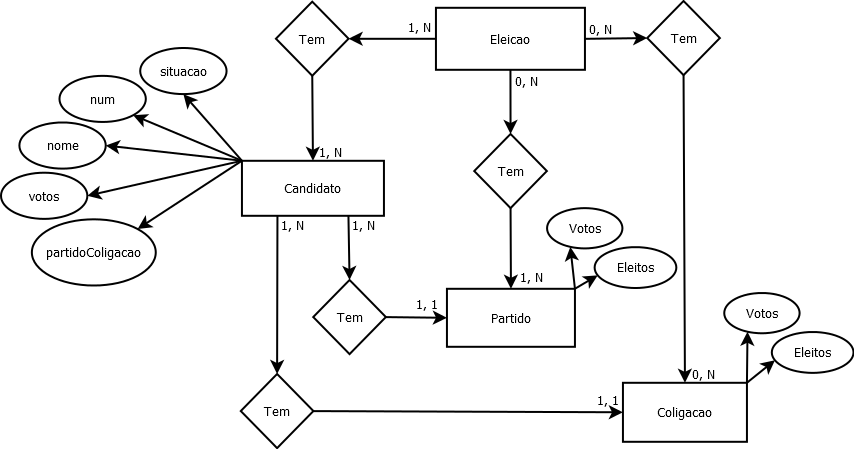 1, N
Eleicao
0, N
Tem
Tem
situacao
0, N
num
nome
1, N
Tem
Candidato
votos
1, N
1, N
Votos
partidoColigacao
Eleitos
1, N
1, 1
Tem
Partido
Votos
Eleitos
0, N
1, 1
Tem
Coligacao